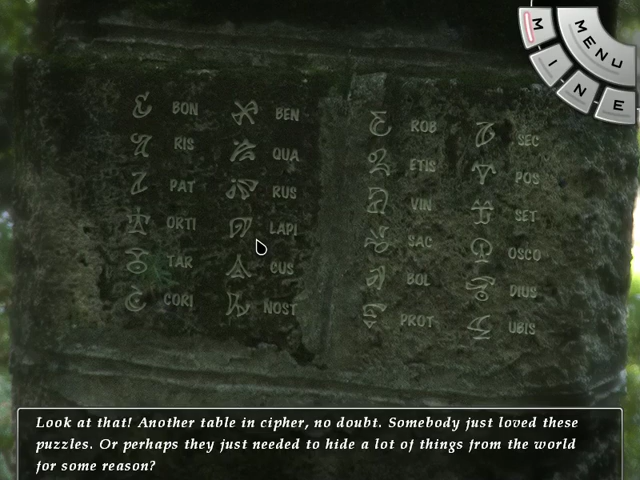 M I N E
MENU
BON BEN
RIS QUA
PAT RUS
ORTI LAPI
TAR CUS
CORI NOST
ROB SEC
ETIS POS
VIN SET
SAC OSCO
BOL DIUS
PROT UBIS
Look at that! Another table in cipher, no doubt. Somebody just loved these
puzzles. Or perhaps they just needed to hide a lot of things from the world
for some reason?